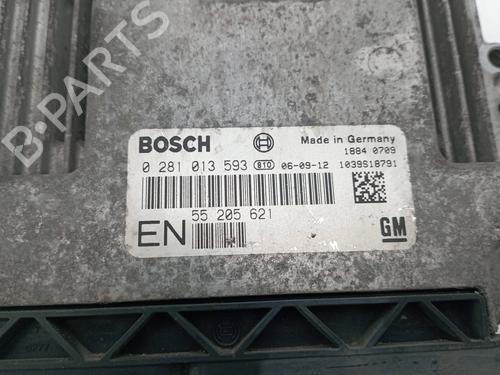 B-PARTS
BOSCH Made in Germany
1884 0709
0 281 013 593 810 06-09-12 1039S18791
55 205 621
EN GM